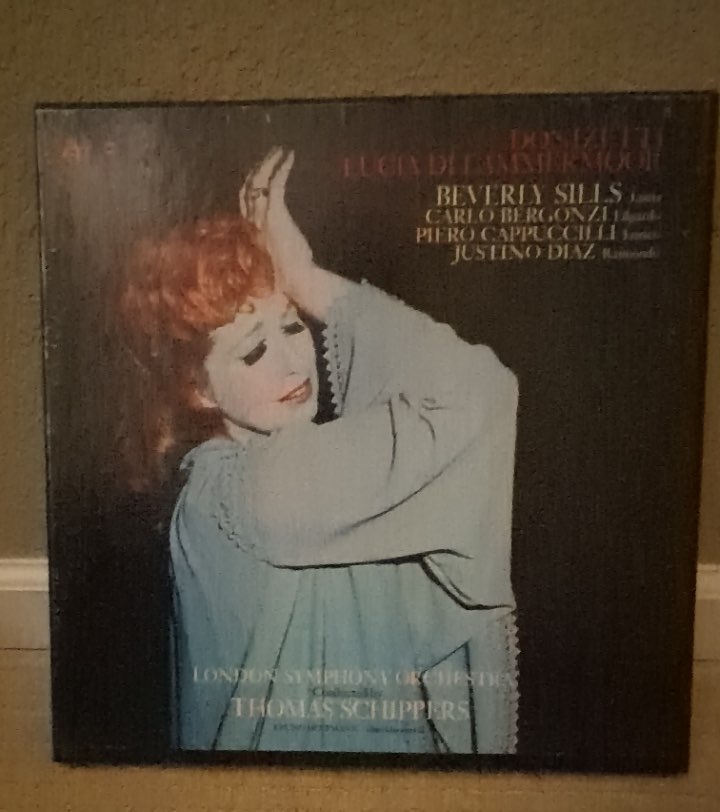 DONIZETTI
LUCIA DI LAMMERMOOR
BEVERLY SILLS Lucia
CARLO BERGONZI Edgardo
PIERO CAPPUCCILLI Enrico
JUSTINO DIAZ Raimondo
LONDON SYMPHONY ORCHESTRA
Conducted by
THOMAS SCHIPPERS